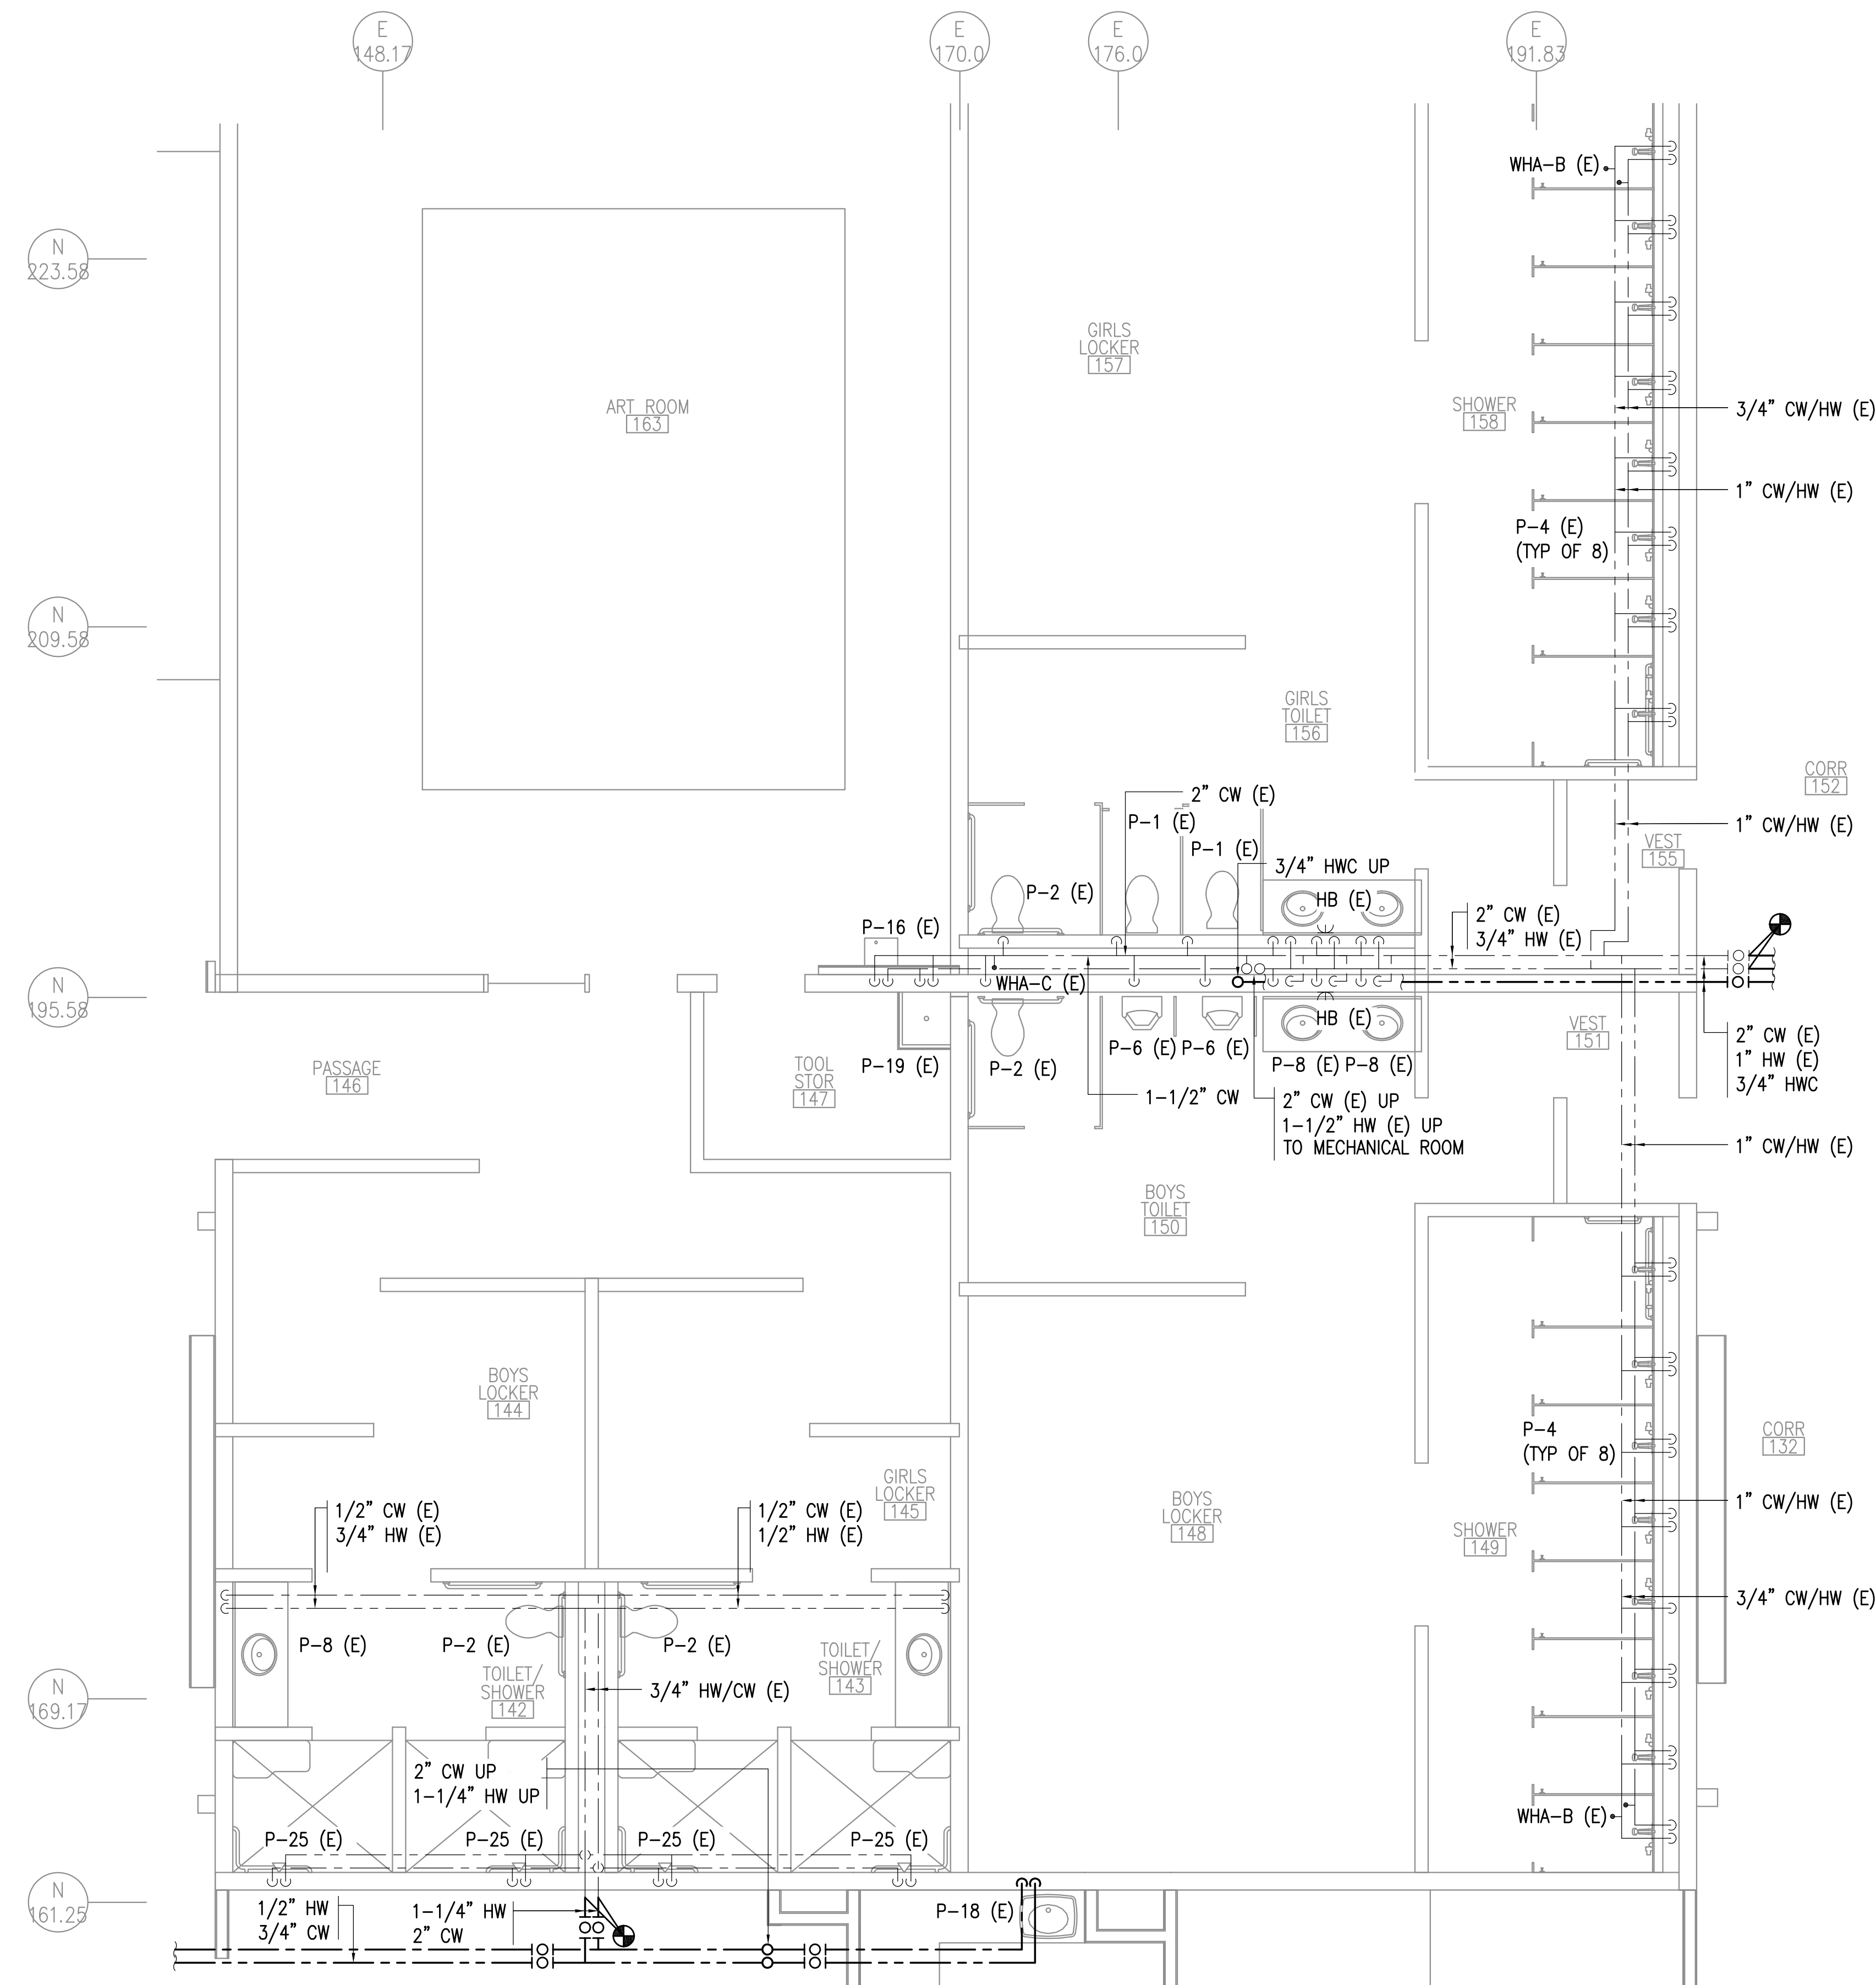 E
148.17
E
170.0
E
176.0
E
191.83
WHA-B (E)
N
223.58
GIRLS
LOCKER
157
ART ROOM
163
SHOWER
158
3/4" CW/HW (E)
1" CW/HW (E)
P-4 (E)
(TYP OF 8)
N
209.58
GIRLS
TOILET
156
CORR
152
2" CW (E)
P-1 (E)
1" CW/HW (E)
P-1 (E)
VEST
155
3/4" HWC UP
P-2 (E)
HB (E)
P-16 (E)
2" CW (E)
3/4" HW (E)
WHA-C (E)
N
195.58
HB (E)
VEST
151
P-6 (E)
P-6 (E)
2" CW (E)
1" HW (E)
3/4" HWC
PASSAGE
146
TOOL
STOR
147
P-19 (E)
P-2 (E)
P-8 (E)
P-8 (E)
1-1/2" CW
2" CW (E) UP
1-1/2" HW (E) UP
TO MECHANICAL ROOM
1" CW/HW (E)
BOYS
TOILET
150
BOYS
LOCKER
144
P-4
(TYP OF 8)
CORR
132
GIRLS
LOCKER
145
1/2" CW (E)
3/4" HW (E)
1/2" CW (E)
1/2" HW (E)
BOYS
LOCKER
148
SHOWER
149
1" CW/HW (E)
3/4" CW/HW (E)
P-8 (E)
P-2 (E)
P-2 (E)
TOILET/
SHOWER
142
TOILET/
SHOWER
143
N
169.17
3/4" HW/CW (E)
2" CW UP
1-1/4" HW UP
WHA-B (E)
P-25 (E)
P-25 (E)
P-25 (E)
P-25 (E)
N
161.25
1/2" HW
3/4" CW
1-1/4" HW
2" CW
P-18 (E)